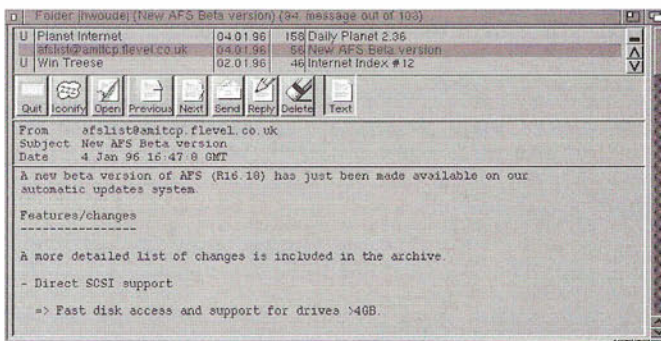 Folder |hwoude| (New AFS Beta version) (94. message out of 103)
U Planet Internet 04.01.96 158 Daily Planet 2.36
afslist@amitcp.flevel.co.uk 04.01.96 56 New AFS Beta version
U Win Treese 02.01.96 46 Internet Index #12
Quit Iconify Open Previous Next Send Reply Delete Text
From afslist@amitcp.flevel.co.uk
Subject New AFS Beta version
Date 4 Jan 96 16:47:8 GMT
A new beta version of AFS (R16.18) has just been made available on our
automatic updates system.
Features/changes
----------------
A more detailed list of changes is included in the archive.
- Direct SCSI support
=> Fast disk access and support for drives >4GB.